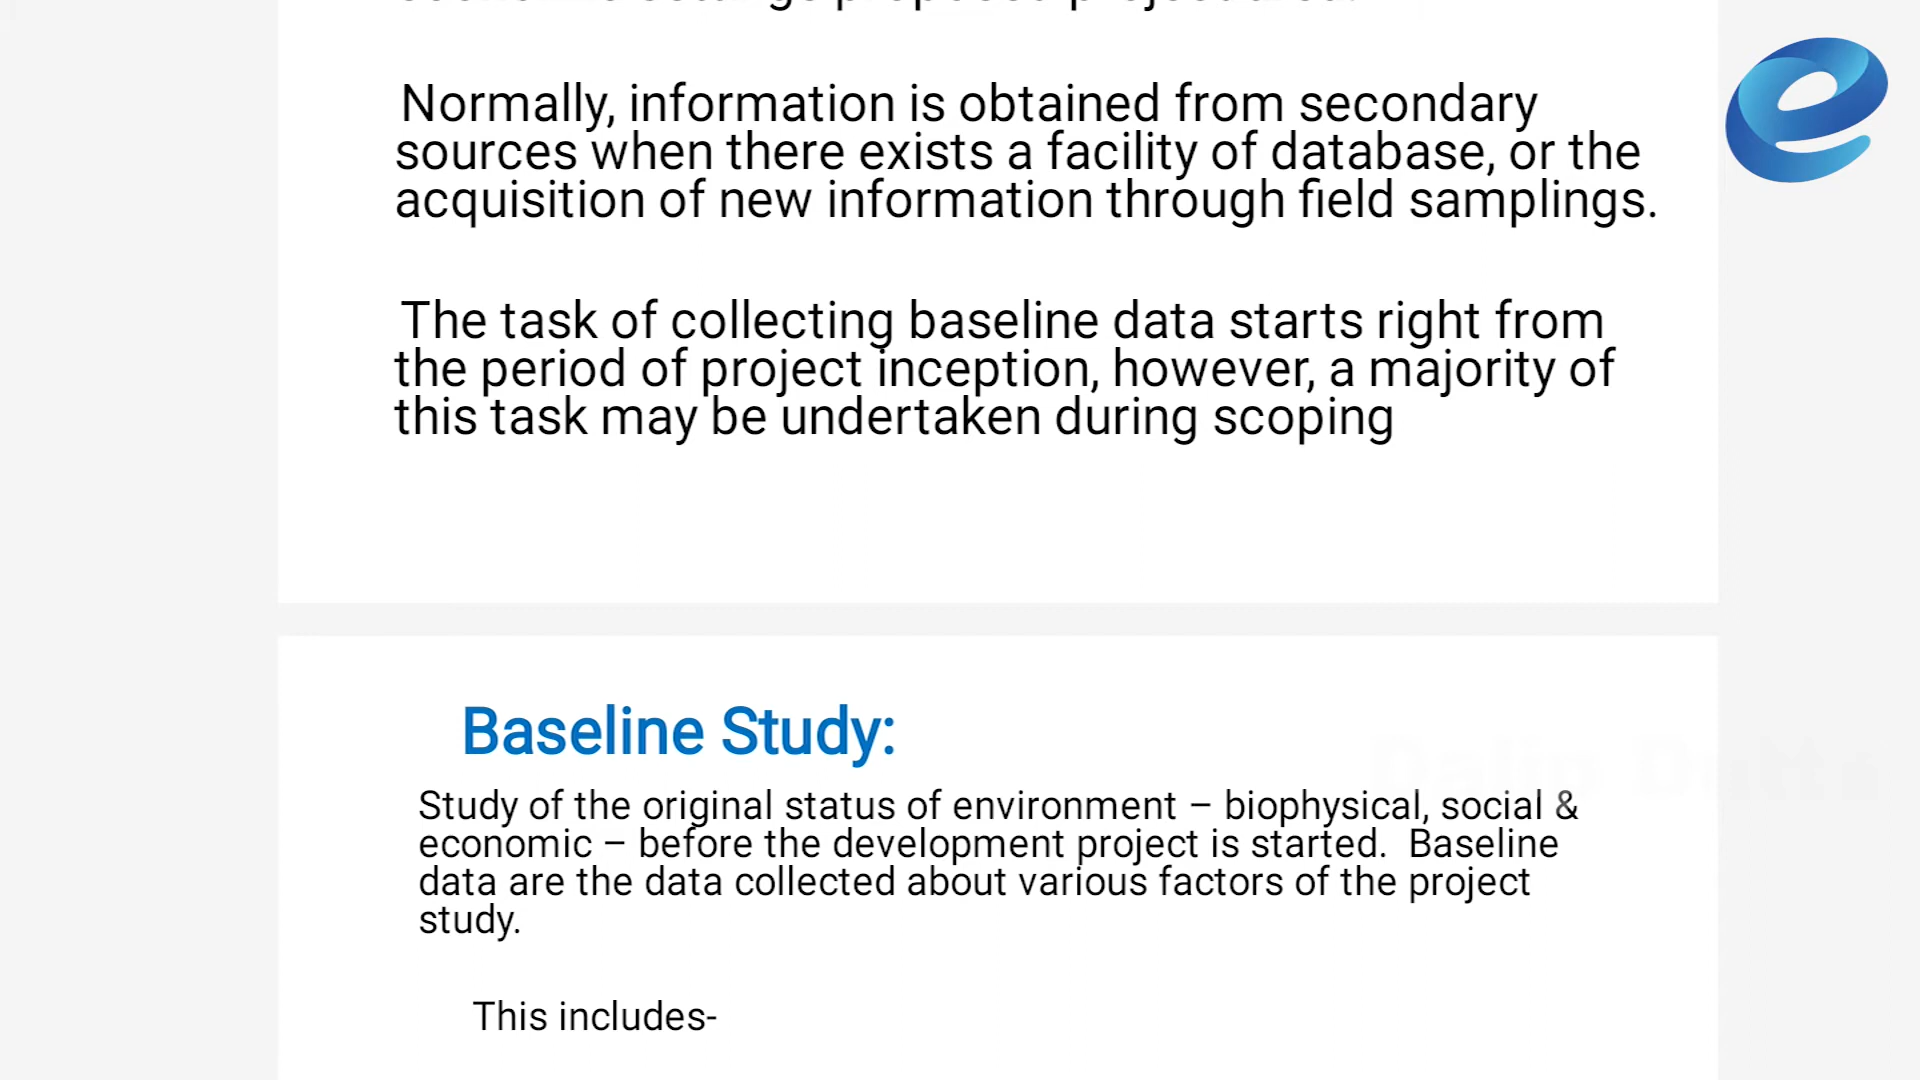 Normally, information is obtained from secondary
sources when there exists a facility of database, or the
acquisition of new information through field samplings.
The task of collecting baseline data starts right from
the period of project inception, however, a majority of
this task may be undertaken during scoping
Baseline Study:
Study of the original status of environment – biophysical, social &
economic – before the development project is started. Baseline
data are the data collected about various factors of the project
study.
This includes-